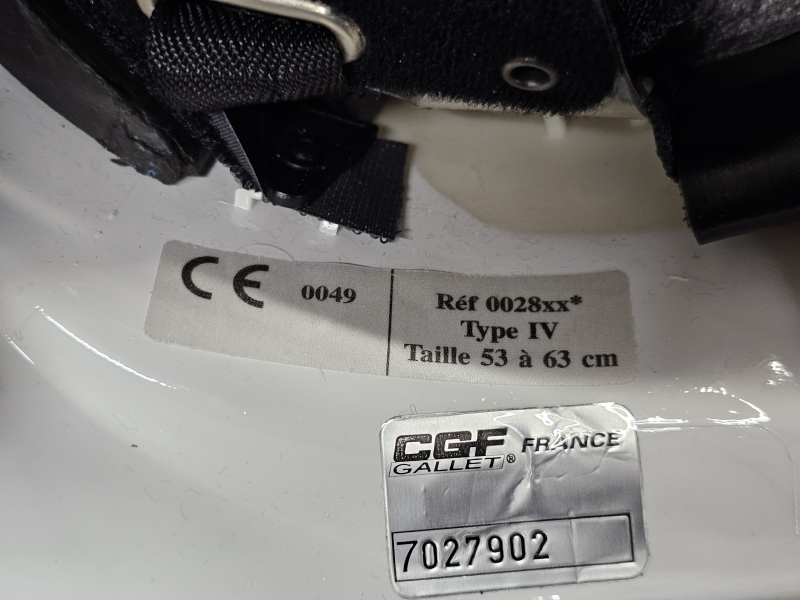 CE 0049
Réf 0028xx*
Type IV
Taille 53 à 63 cm
CGF FRANCE
GALLET®
7027902